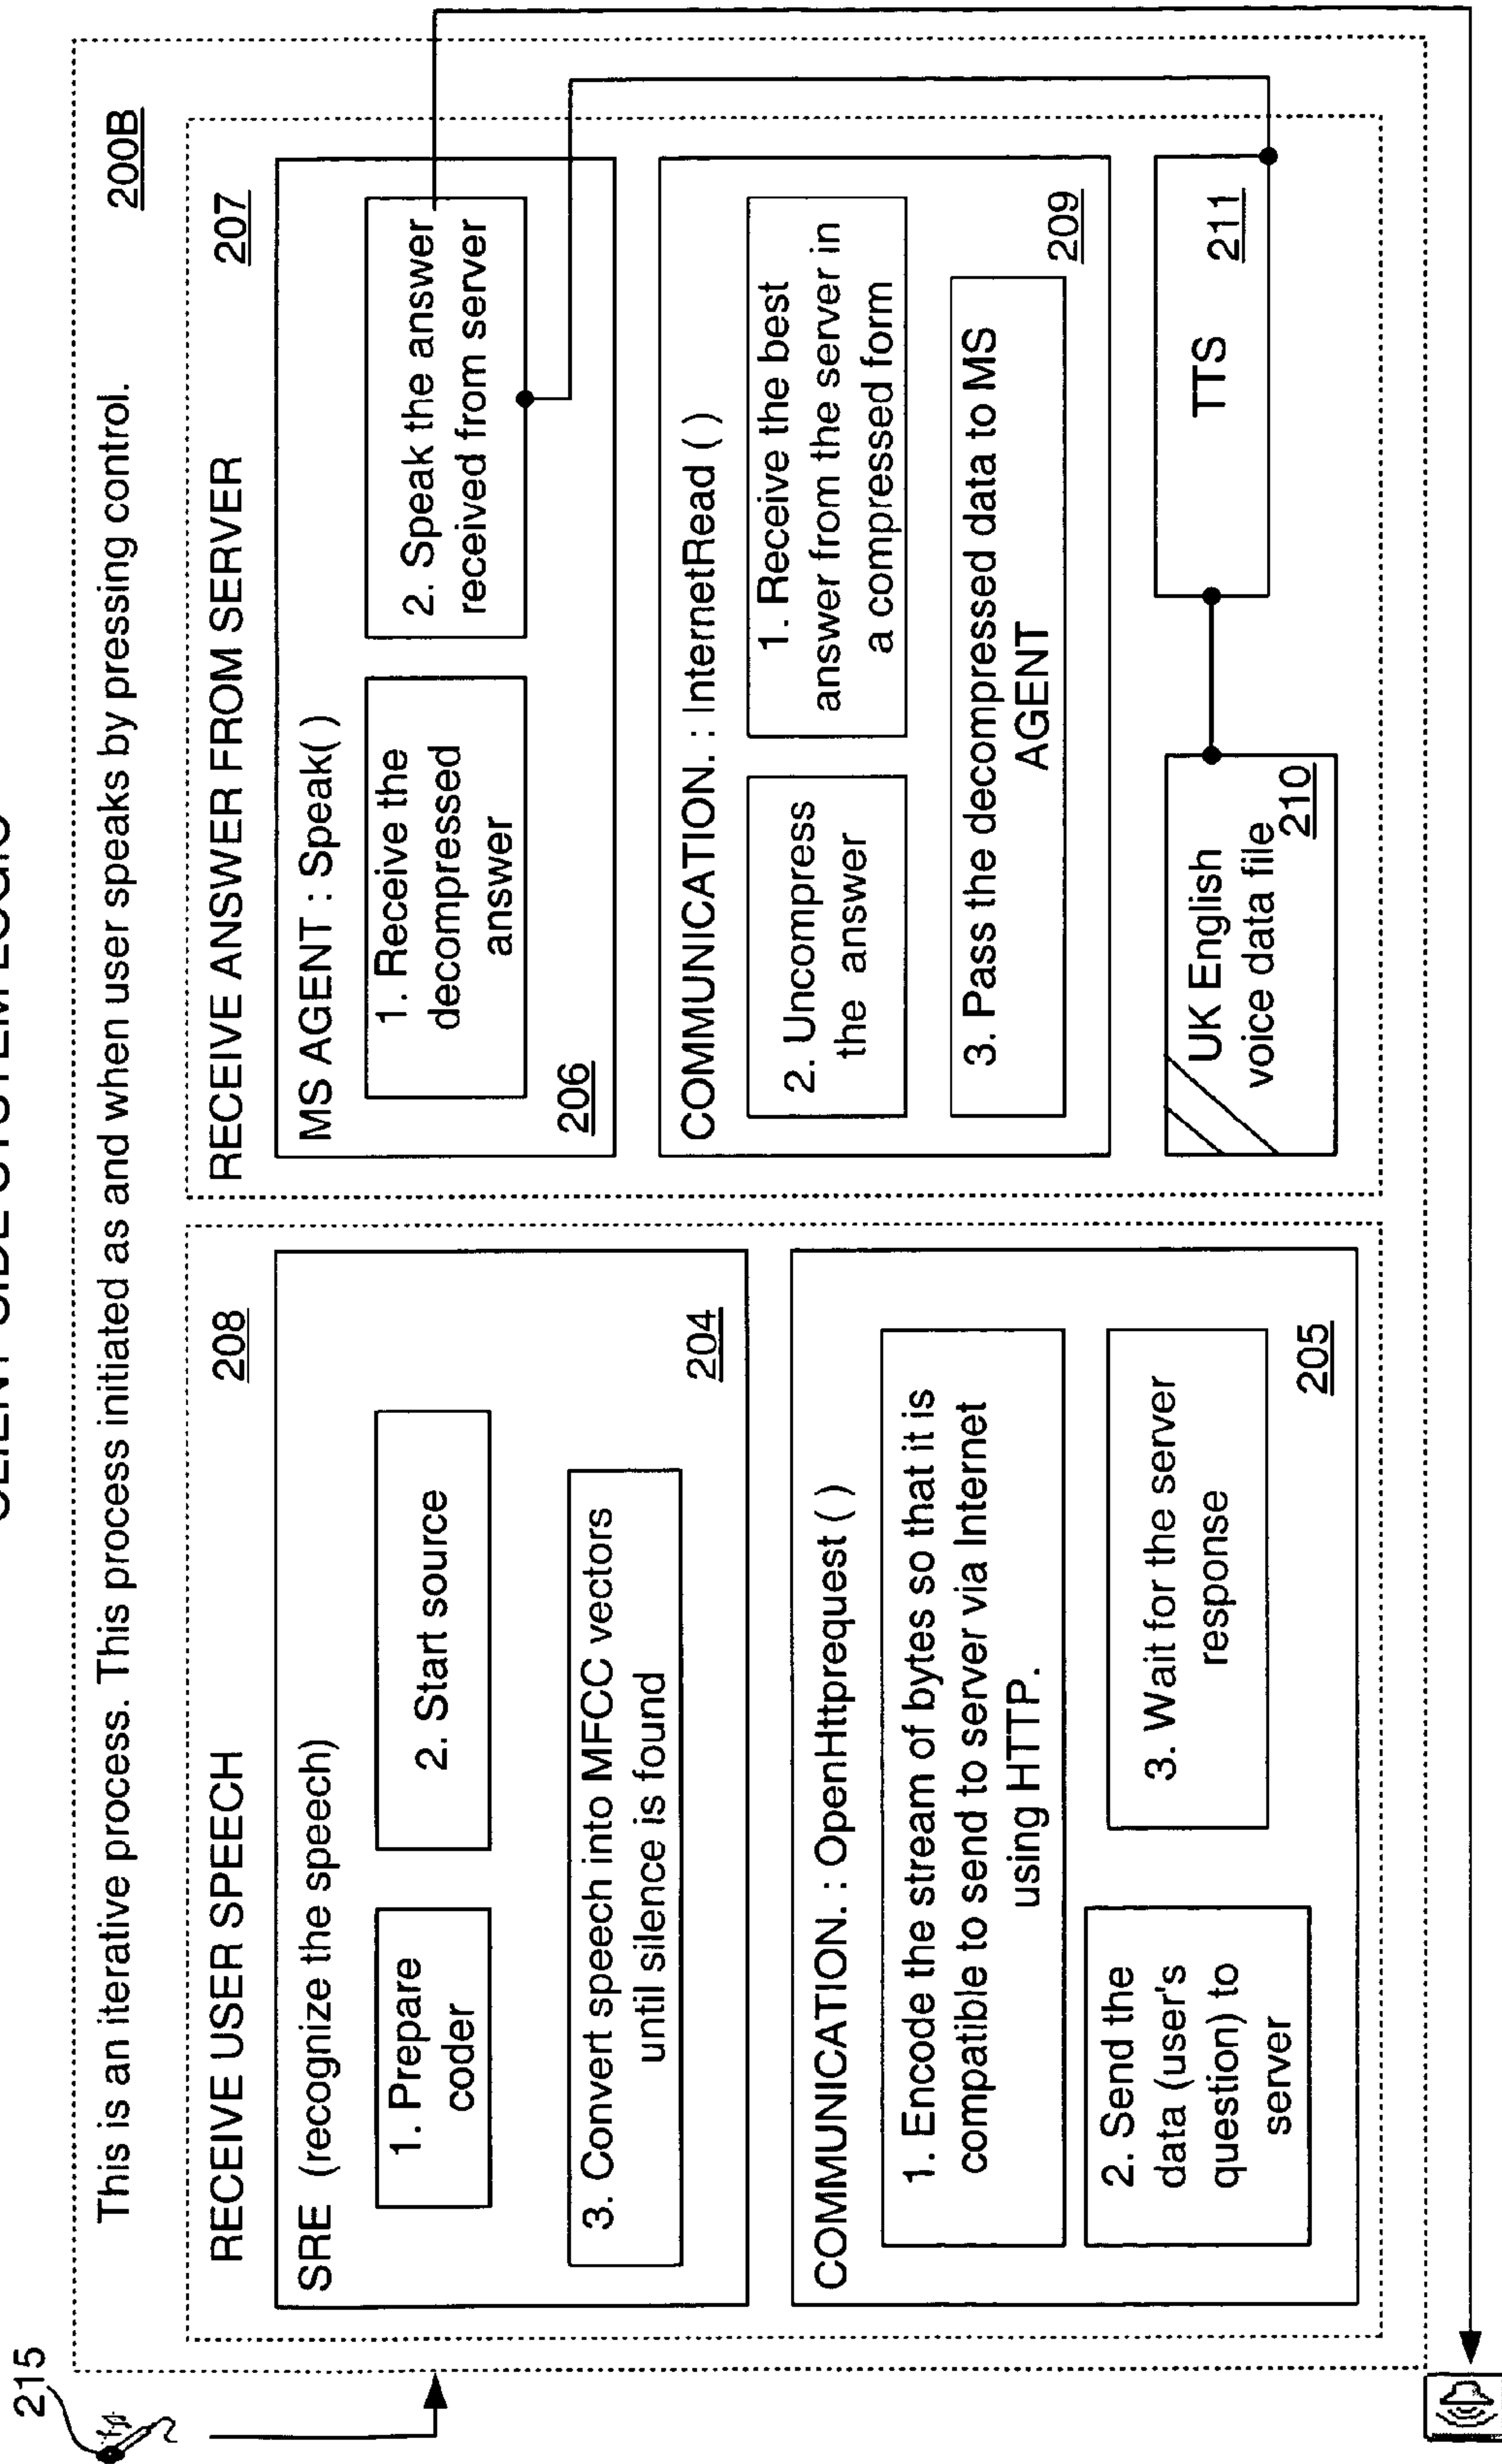 CLIENT SIDE SYSTEM LOGIC
215
This is an iterative process. This process initiated as and when user speaks by pressing control.
200B
RECEIVE USER SPEECH
208
SRE (recognize the speech)
1. Prepare
coder
2. Start source
3. Convert speech into MFCC vectors
until silence is found
204
COMMUNICATION. : OpenHttprequest ( )
1. Encode the stream of bytes so that it is
compatible to send to server via Internet
using HTTP.
2. Send the
data (user's
question) to
server
3. Wait for the server
response
205
RECEIVE ANSWER FROM SERVER
207
MS AGENT : Speak( )
1. Receive the
decompressed
answer
2. Speak the answer
received from server
206
COMMUNICATION. : InternetRead ( )
2. Uncompress
the answer
1. Receive the best
answer from the server in
a compressed form
3. Pass the decompressed data to MS
AGENT
209
UK English
voice data file
210
TTS
211